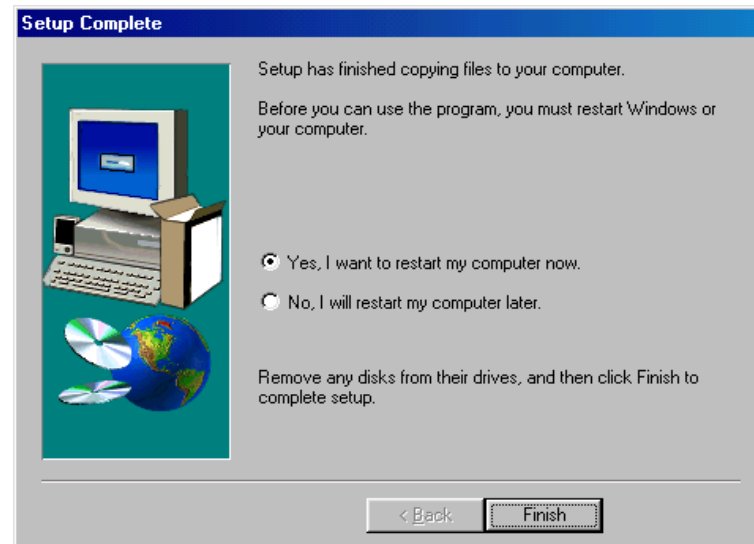 Setup Complete
Setup has finished copying files to your computer.
Before you can use the program, you must restart Windows or
your computer.
Yes, I want to restart my computer now.
No, I will restart my computer later.
Remove any disks from their drives, and then click Finish to
complete setup.
< Back
Finish